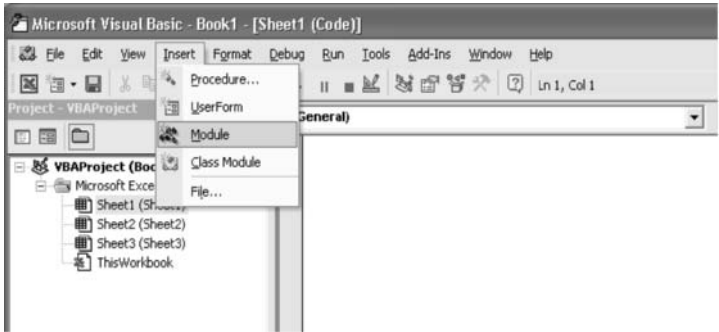 Microsoft Visual Basic - Book1 - [Sheet1 (Code)]
File Edit View Insert Format Debug Run Tools Add-Ins Window Help
Ln 1, Col 1
Project - VBAProject
General)
Procedure...
UserForm
Module
Class Module
File...
VBAProject (Boo
Microsoft Exce
Sheet1 (Sh
Sheet2 (Sheet2)
Sheet3 (Sheet3)
ThisWorkbook